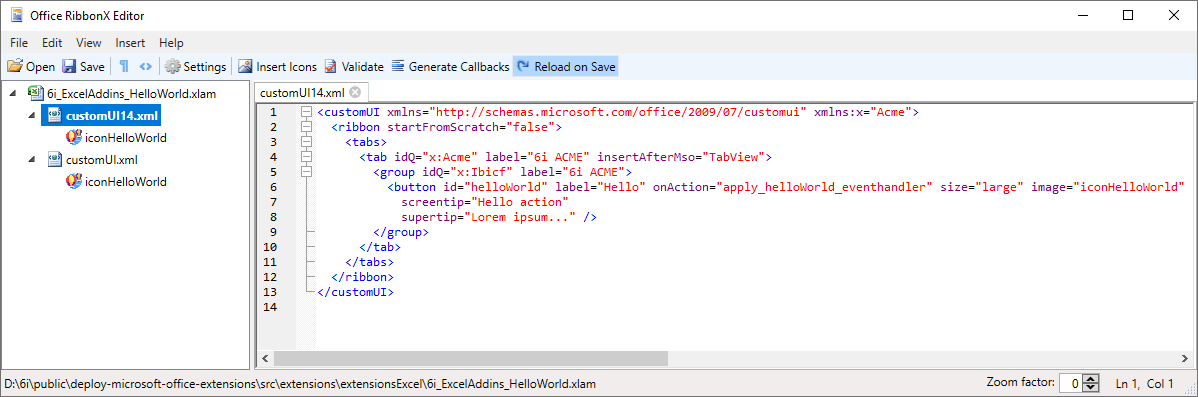 Office RibbonX Editor
File Edit View Insert Help
Open Save Settings Insert Icons Validate Generate Callbacks Reload on Save
6i_ExcelAddins_HelloWorld.xlam
customUI14.xml
iconHelloWorld
customUI.xml
iconHelloWorld
customUI14.xml
1 <customUI xmlns="http://schemas.microsoft.com/office/2009/07/customui" xmlns:x="Acme">
2 <ribbon startFromScratch="false">
3 <tabs>
4 <tab idQ="x:Acme" label="6i ACME" insertAfterMso="TabView">
5 <group idQ="x:Ibicf" label="6i ACME">
6 <button id="helloWorld" label="Hello" onAction="apply_helloWorld_eventhandler" size="large" image="iconHelloWorld"
7 screentip="Hello action"
8 supertip="Lorem ipsum..." />
9 </group>
10 </tab>
11 </tabs>
12 </ribbon>
13 </customUI>
14
D:\6i\public\deploy-microsoft-office-extensions\src\extensions\extensionsExcel\6i_ExcelAddins_HelloWorld.xlam Zoom factor: 0 Ln 1, Col 1